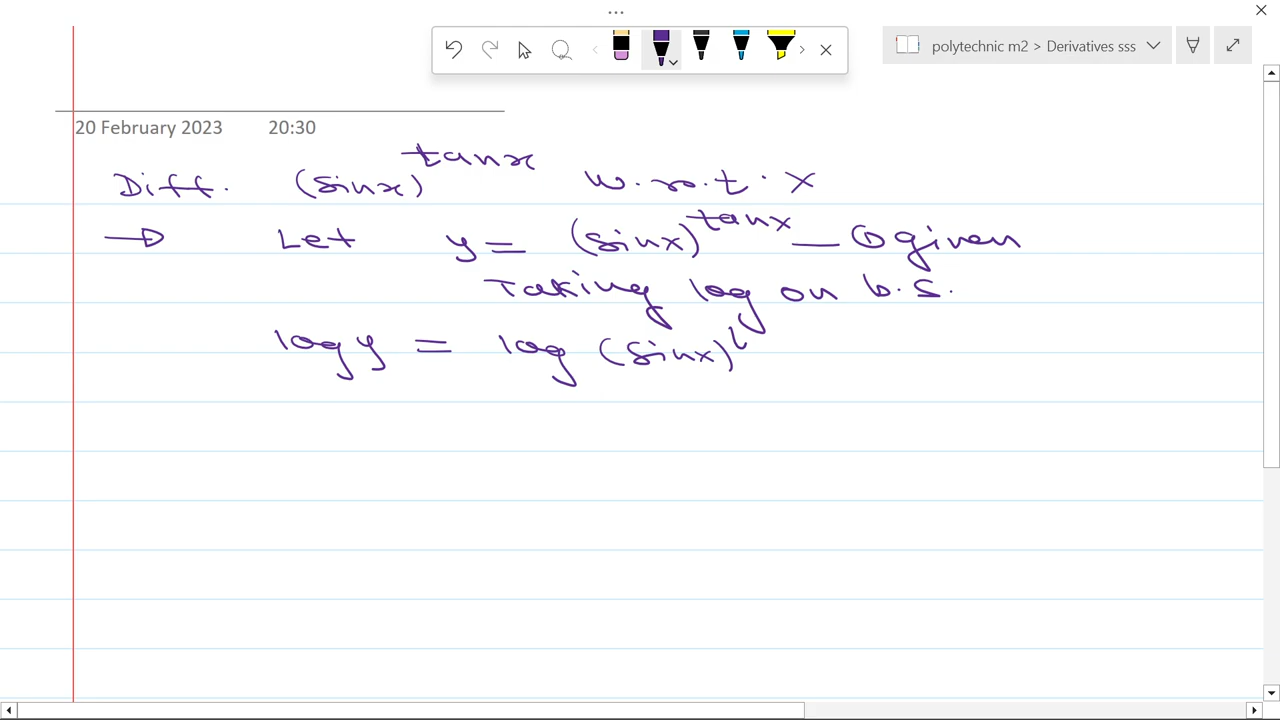 ...
polytechnic m2 > Derivatives sss
20 February 2023 20:30
Diff. (sinx)^tanx w.r.t. x
→ Let y = (sinx)^tanx — ① given
Taking log on b.s.
log y = log (sinx)